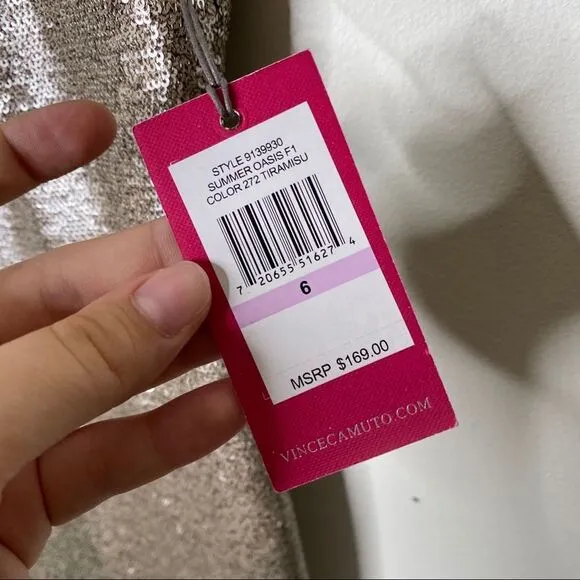 STYLE 9139930
SUMMER OASIS F1
COLOR 272 TIRAMISU
7 20655 51627 4
6
MSRP $169.00
VINCECAMUTO.COM